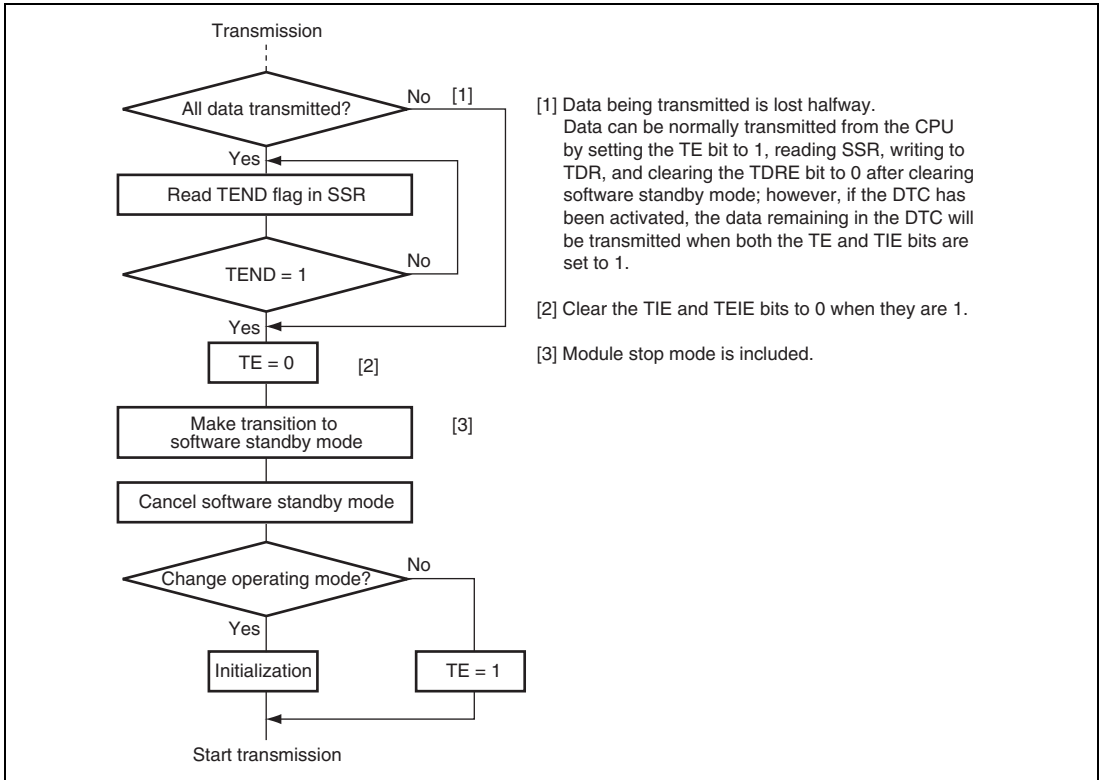 Transmission
All data transmitted?
No [1]
Yes
Read TEND flag in SSR
TEND = 1
No
Yes
TE = 0
[2]
Make transition to
software standby mode
[3]
Cancel software standby mode
Change operating mode?
No
Yes
Initialization
TE = 1
Start transmission
[1] Data being transmitted is lost halfway.
Data can be normally transmitted from the CPU
by setting the TE bit to 1, reading SSR, writing to
TDR, and clearing the TDRE bit to 0 after clearing
software standby mode; however, if the DTC has
been activated, the data remaining in the DTC will
be transmitted when both the TE and TIE bits are
set to 1.
[2] Clear the TIE and TEIE bits to 0 when they are 1.
[3] Module stop mode is included.